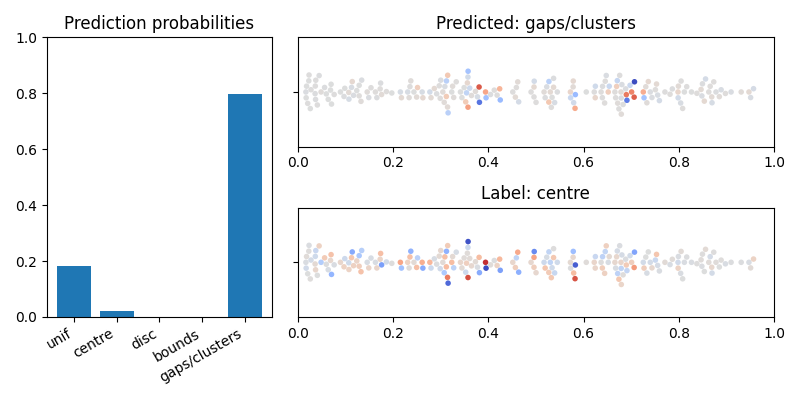 Prediction probabilities
1.0
0.8
0.6
0.4
0.2
0.0
unif
centre
disc
bounds
gaps/clusters
Predicted: gaps/clusters
0.0 0.2 0.4 0.6 0.8 1.0
Label: centre
0.0 0.2 0.4 0.6 0.8 1.0